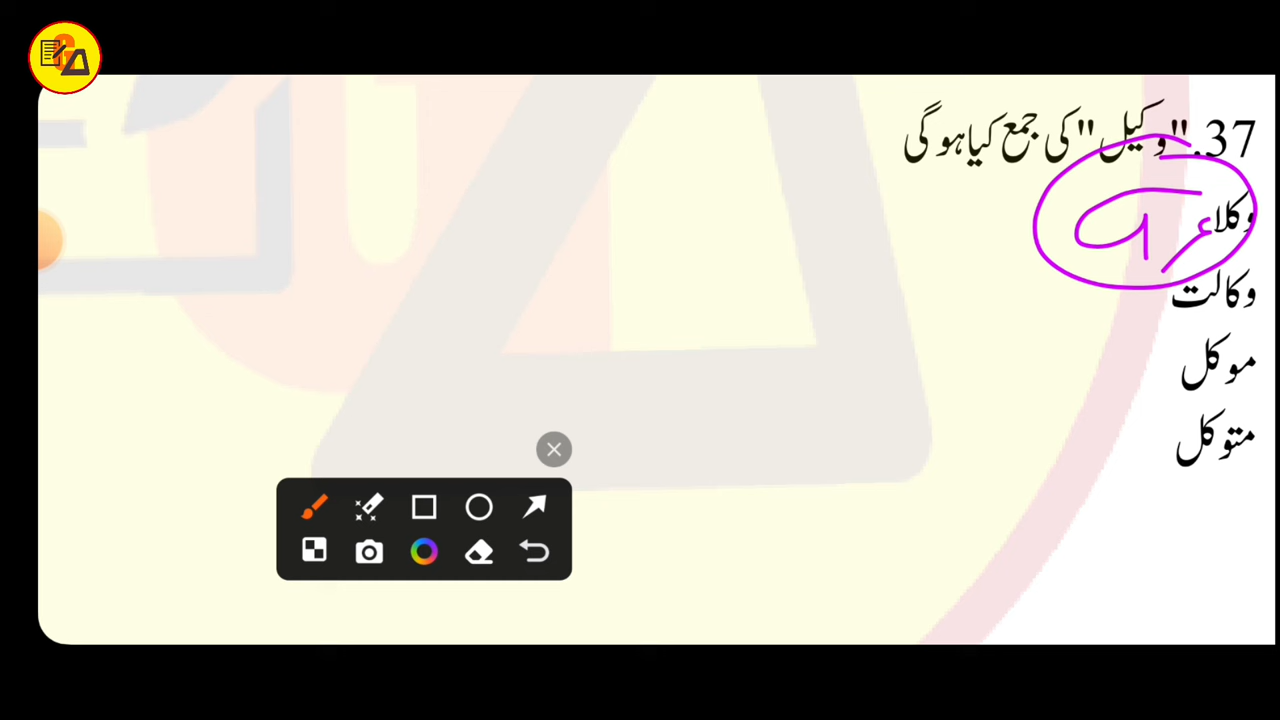 37. "وکیل" کی جمع کیا ہو گی
وکلاء
وکالت
موکل
متوکل